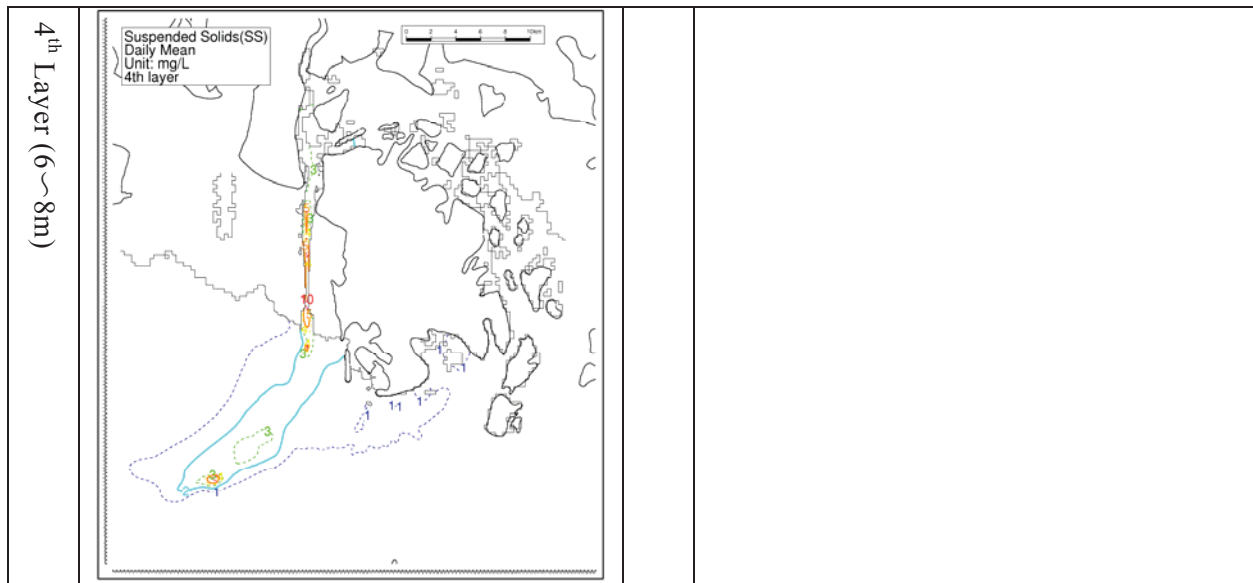 4th Layer (6~8m)
Suspended Solids(SS)
Daily Mean
Unit: mg/L
4th layer
0 2 4 6 8 10km
3
3
10
3
1
1
1
1 1
1
3
3
2
1